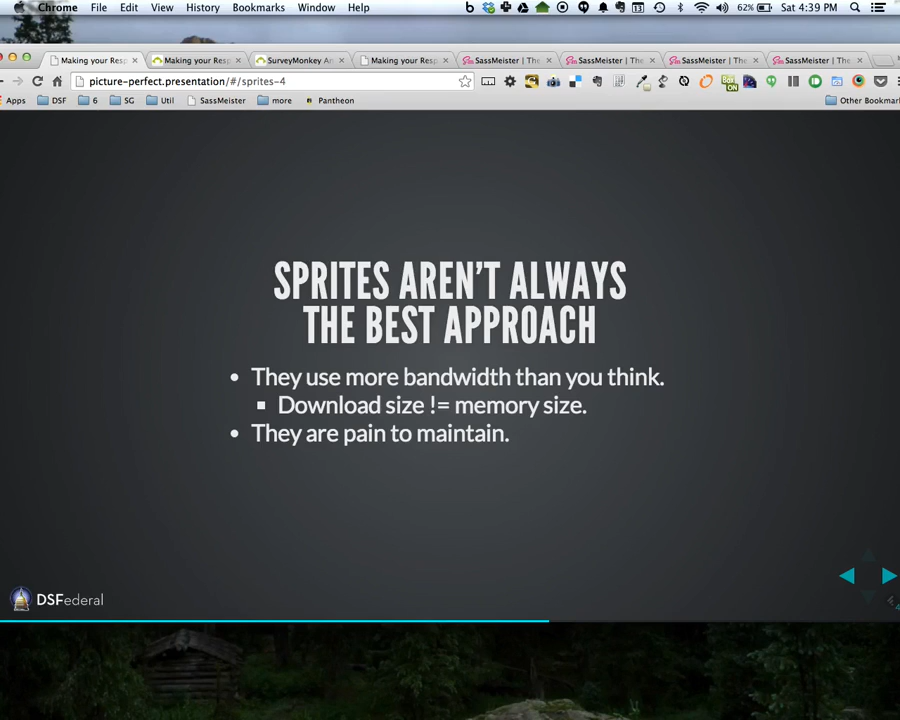 Chrome File Edit View History Bookmarks Window Help 62% Sat 4:39 PM
Making your Resp Making your Resp SurveyMonkey An Making your Resp SassMeister | The SassMeister | The SassMeister | The SassMeister | The
picture-perfect.presentation/#/sprites-4
Apps DSF 6 SG Util SassMeister more Pantheon Other Bookmar
SPRITES AREN'T ALWAYS
THE BEST APPROACH
They use more bandwidth than you think.
Download size != memory size.
They are pain to maintain.
DSFederal